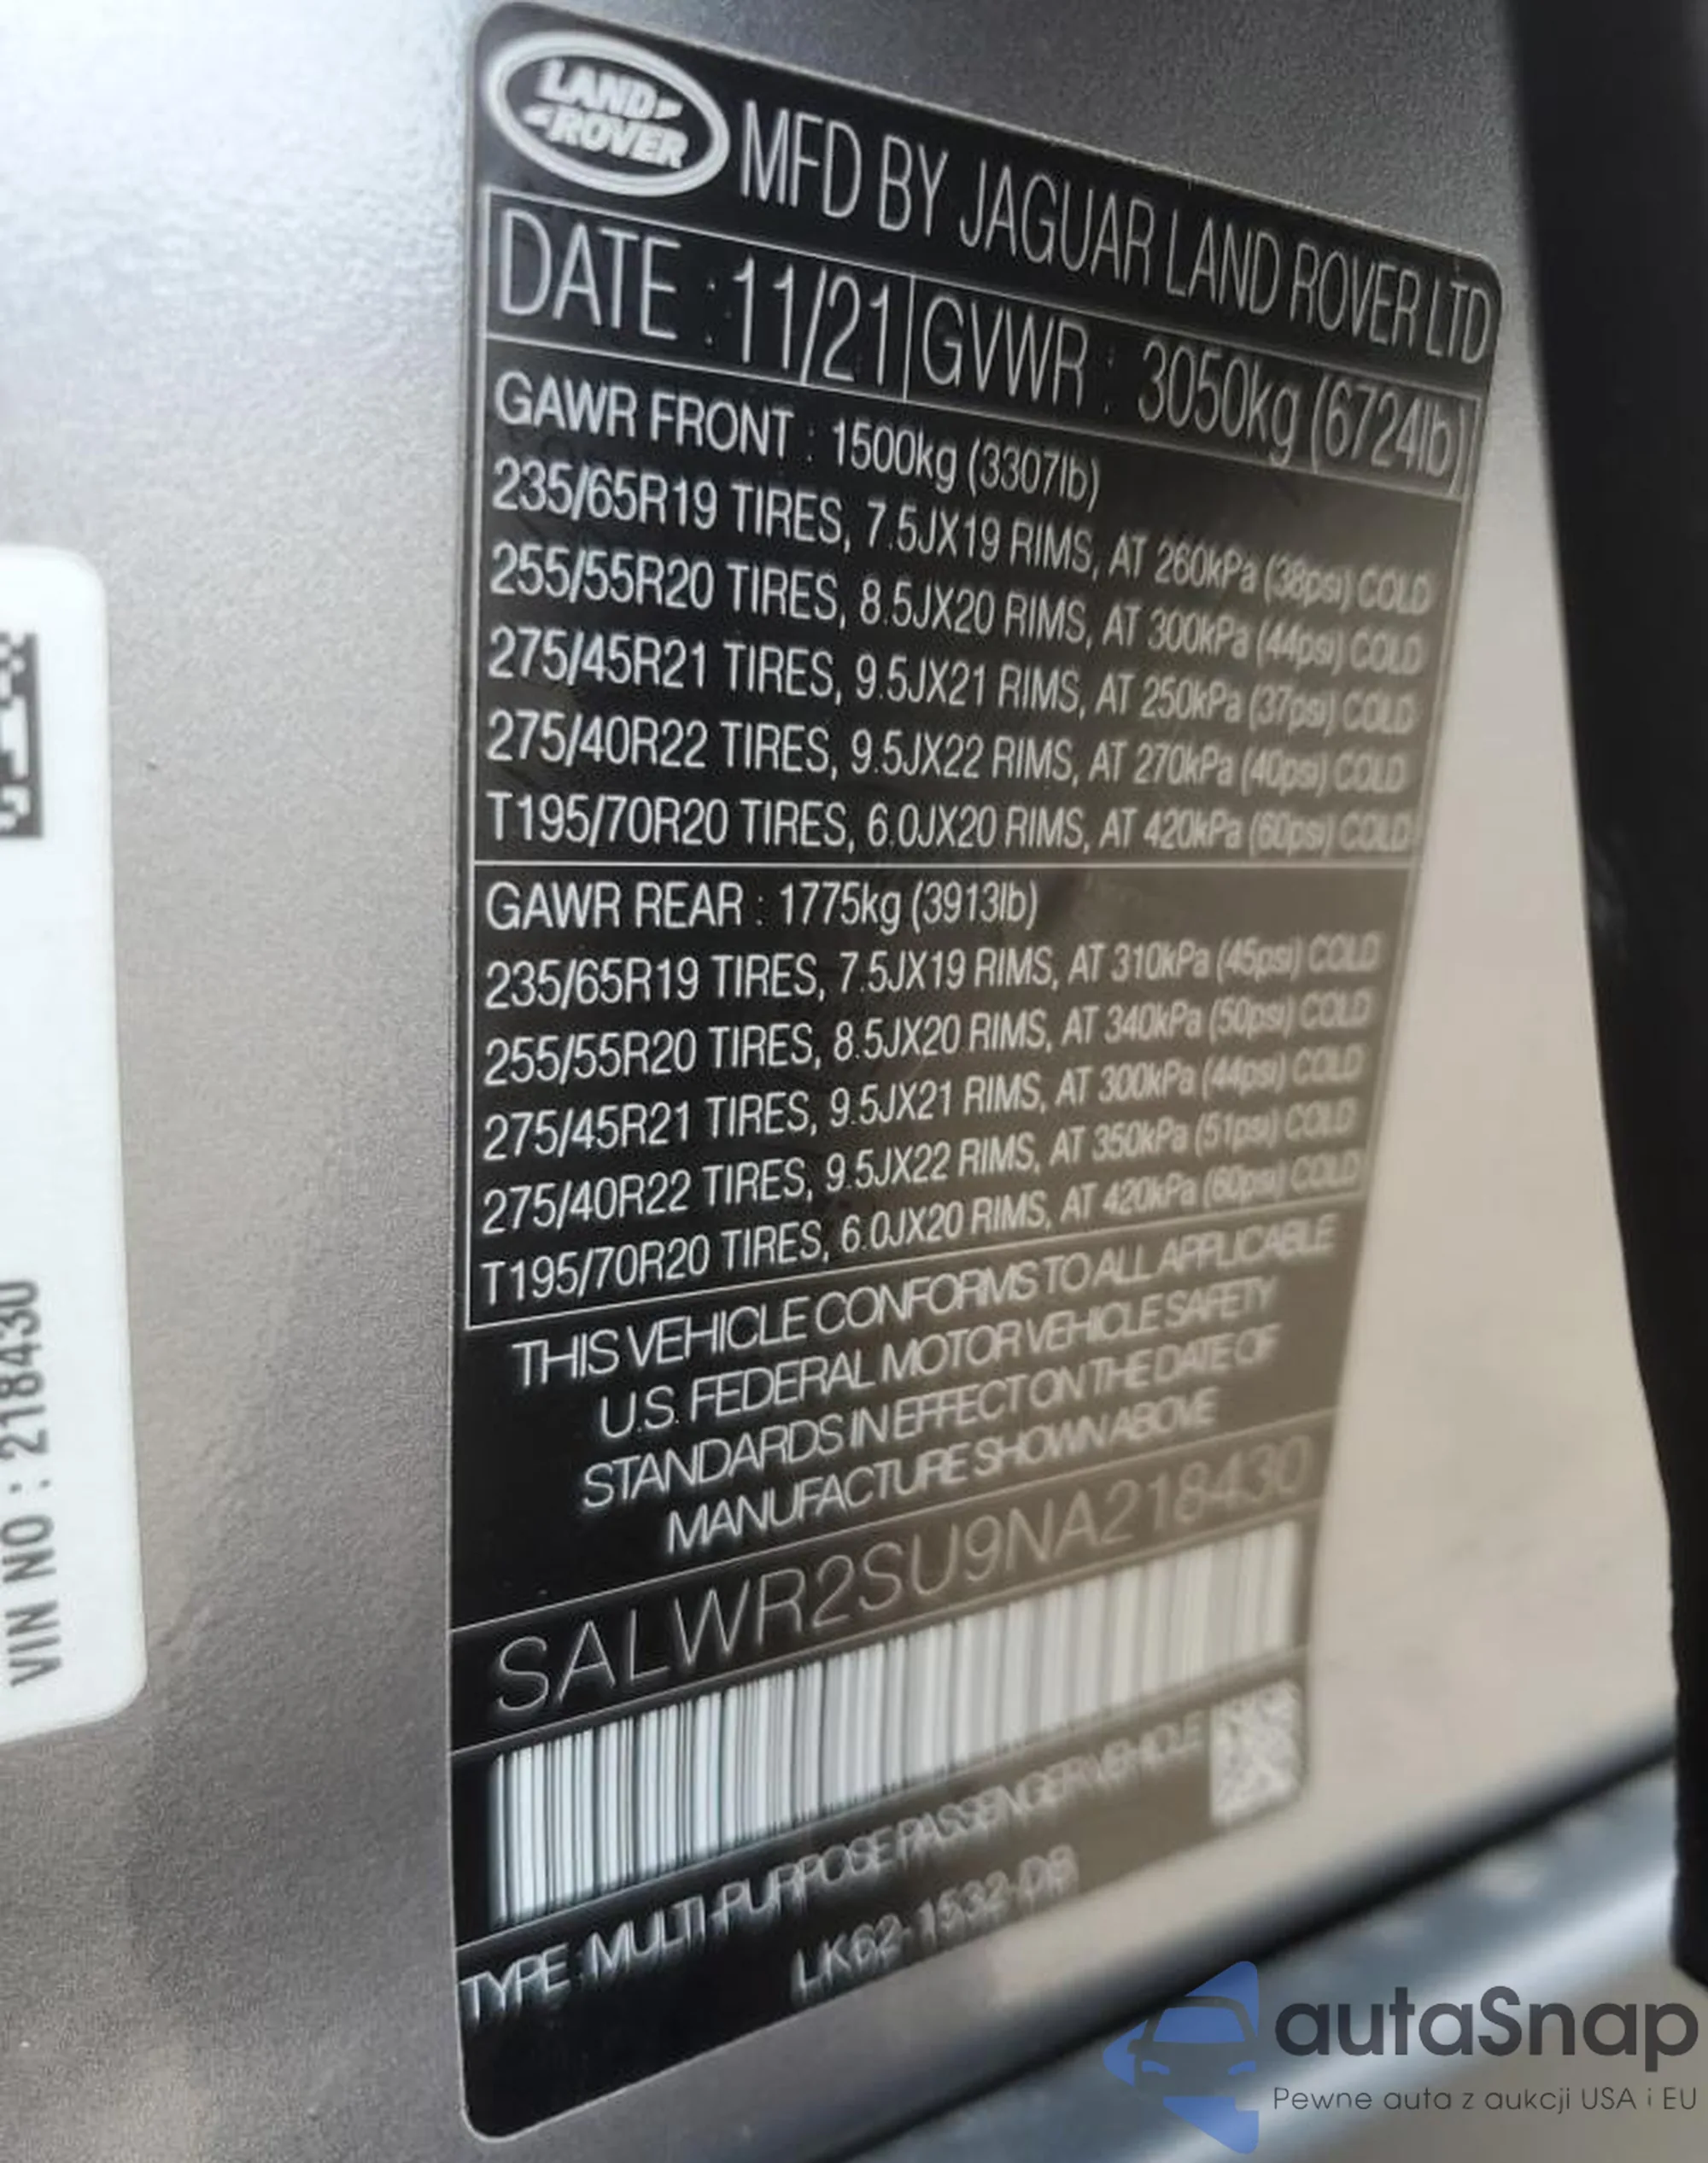 LAND ROVER
MFD BY JAGUAR LAND ROVER LTD
DATE : 11/21 GVWR : 3050kg (6724lb)
GAWR FRONT : 1500kg (3307lb)
235/65R19 TIRES, 7.5JX19 RIMS, AT 260kPa (38psi) COLD
255/55R20 TIRES, 8.5JX20 RIMS, AT 300kPa (44psi) COLD
275/45R21 TIRES, 9.5JX21 RIMS, AT 250kPa (37psi) COLD
275/40R22 TIRES, 9.5JX22 RIMS, AT 270kPa (40psi) COLD
T195/70R20 TIRES, 6.0JX20 RIMS, AT 420kPa (60psi) COLD
GAWR REAR : 1775kg (3913lb)
235/65R19 TIRES, 7.5JX19 RIMS, AT 310kPa (45psi) COLD
255/55R20 TIRES, 8.5JX20 RIMS, AT 340kPa (50psi) COLD
275/45R21 TIRES, 9.5JX21 RIMS, AT 300kPa (44psi) COLD
275/40R22 TIRES, 9.5JX22 RIMS, AT 350kPa (51psi) COLD
T195/70R20 TIRES, 6.0JX20 RIMS, AT 420kPa (60psi) COLD
THIS VEHICLE CONFORMS TO ALL APPLICABLE
U.S. FEDERAL MOTOR VEHICLE SAFETY
STANDARDS IN EFFECT ON THE DATE OF
MANUFACTURE SHOWN ABOVE
SALWR2SU9NA218430
TYPE : MULTI-PURPOSE PASSENGER VEHICLE
LK62-1532-DB
VIN NO : 218430
autaSnap
Pewne auta z aukcji USA i EU